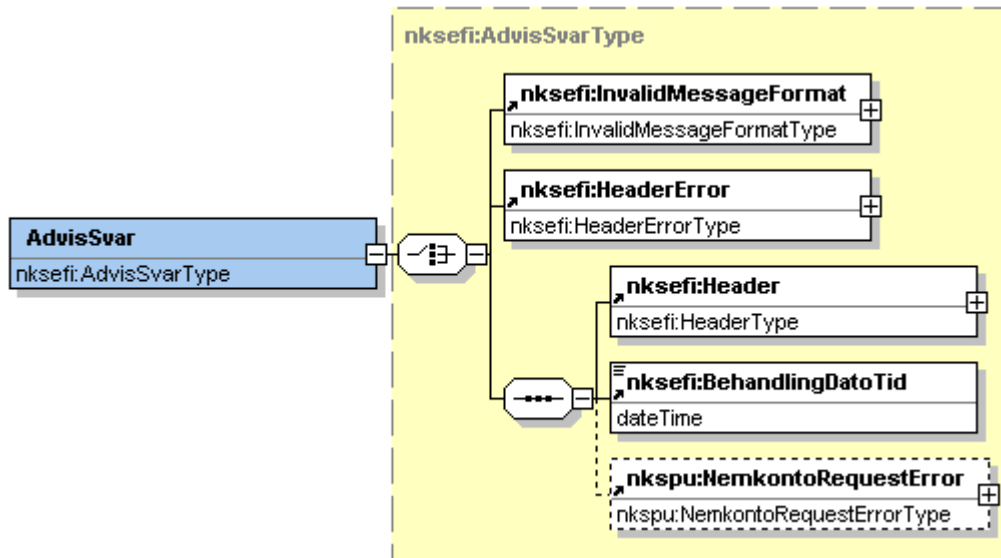 nksefi:AdvisSvarType
nksefi:InvalidMessageFormat
nksefi:InvalidMessageFormatType
nksefi:HeaderError
nksefi:HeaderErrorType
AdvisSvar
nksefi:AdvisSvarType
nksefi:Header
nksefi:HeaderType
nksefi:BehandlingDatoTid
dateTime
nkspu:NemkontoRequestError
nkspu:NemkontoRequestErrorType